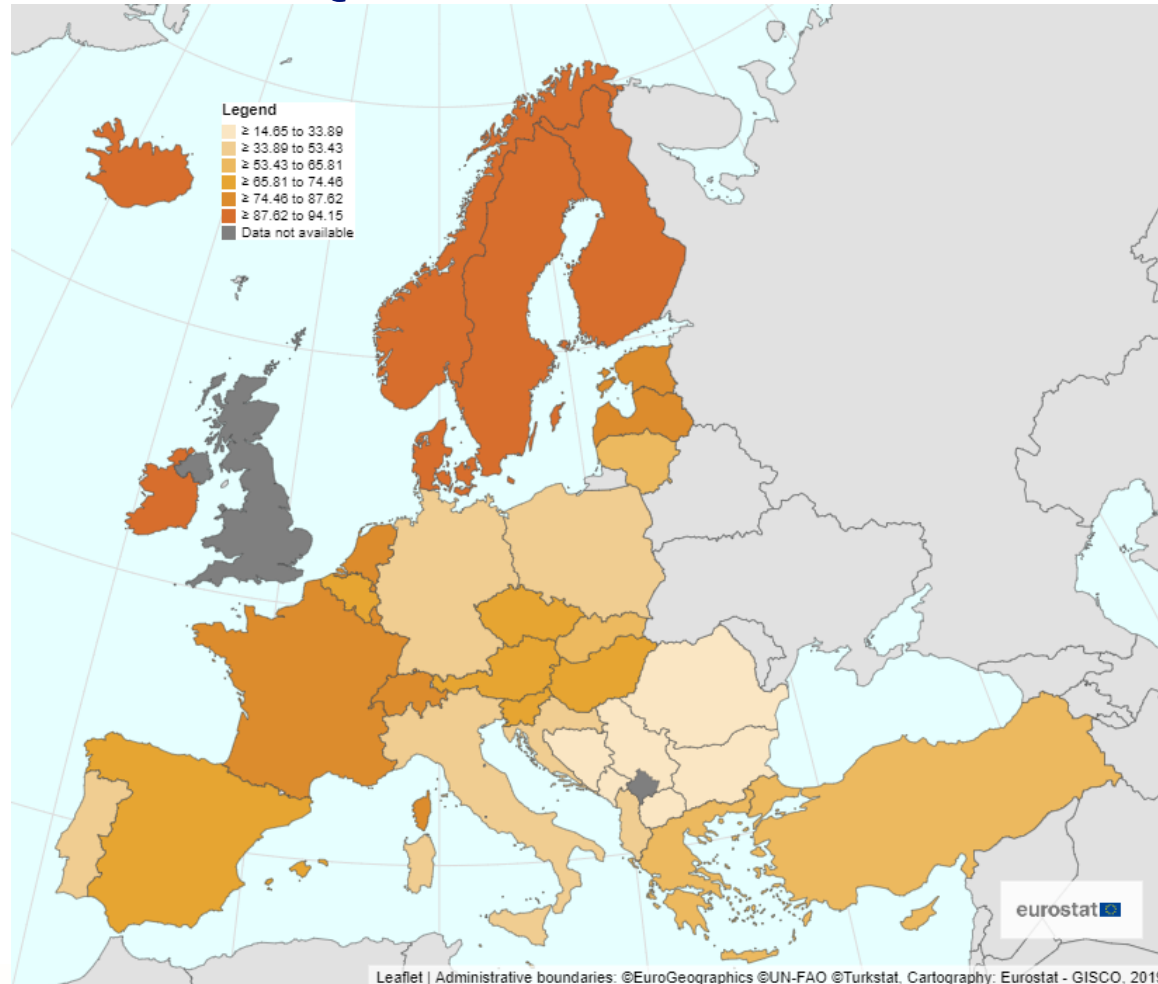 Legend
≥ 14.65 to 33.89
≥ 33.89 to 53.43
≥ 53.43 to 65.81
≥ 65.81 to 74.46
≥ 74.46 to 87.62
≥ 87.62 to 94.15
Data not available
eurostat
Leaflet | Administrative boundaries: ©EuroGeographics ©UN-FAO ©Turkstat, Cartography: Eurostat - GISCO, 2019